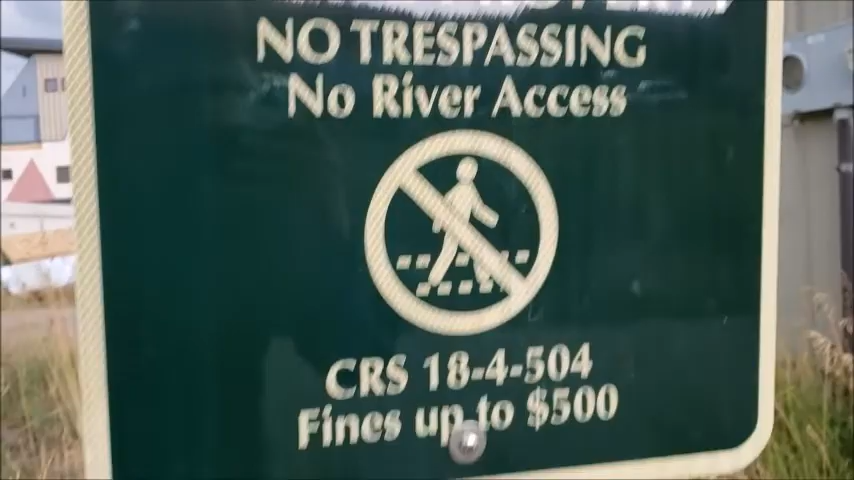 NO TRESPASSING
No River Access
CRS 18-4-504
Fines up to $500